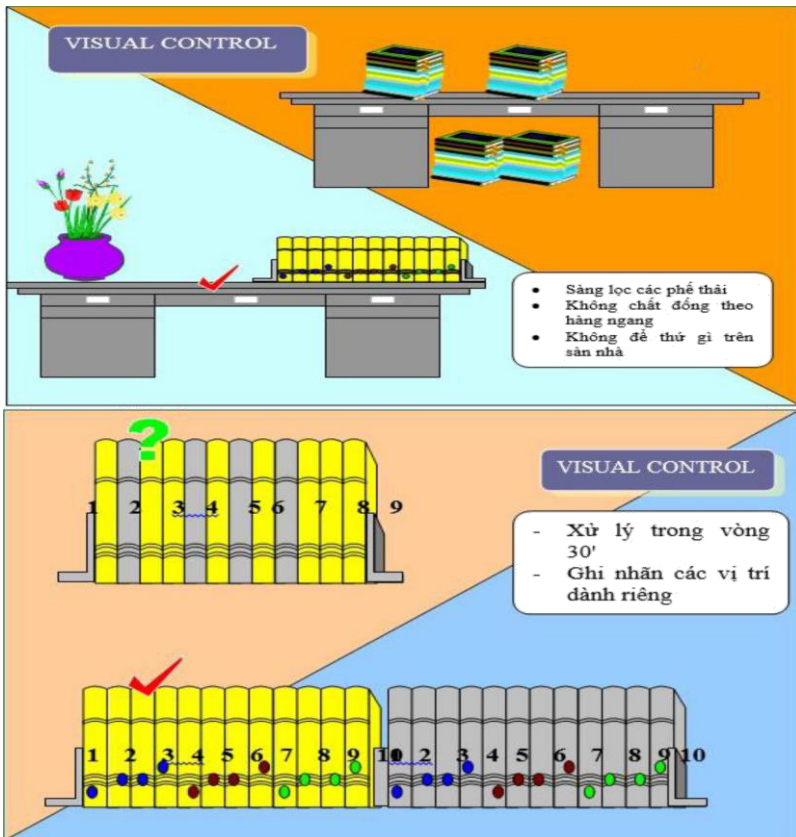 VISUAL CONTROL
• Sàng lọc các phế thải
• Không chất đống theo
hàng ngang
• Không để thứ gì trên
sàn nhà
?
VISUAL CONTROL
1 2 3 4 5 6 7 8 9
- Xử lý trong vòng
30'
- Ghi nhãn các vị trí
dành riêng
1 2 3 4 5 6 7 8 9 10 1 2 3 4 5 6 7 8 9 10